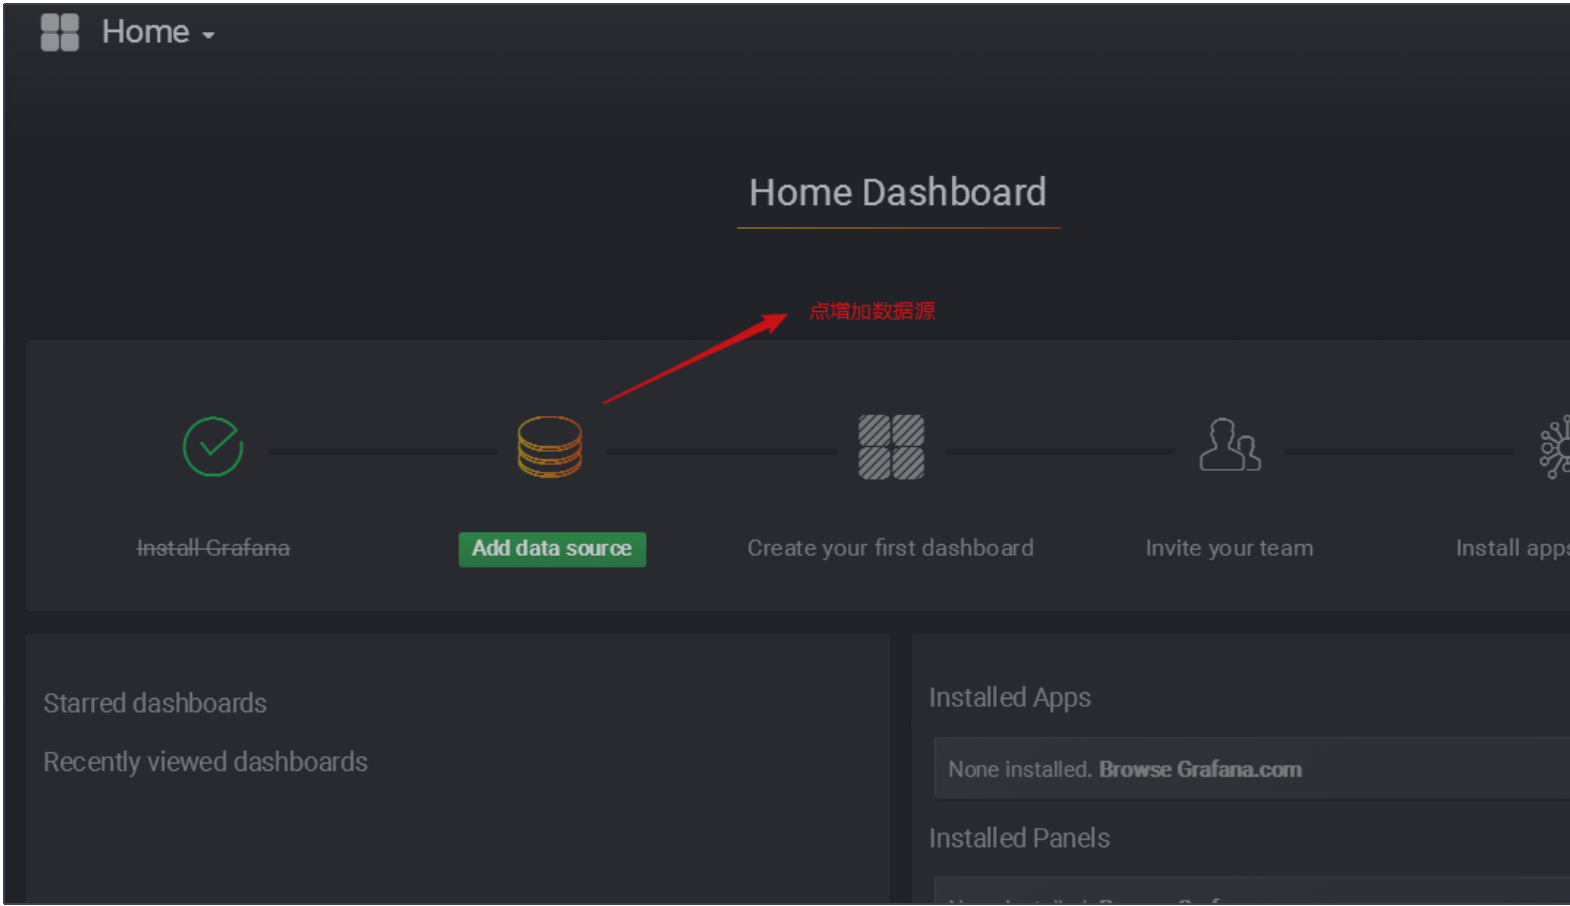 Home
Home Dashboard
点增加数据源
Install Grafana
Add data source
Create your first dashboard
Invite your team
Install apps
Starred dashboards
Recently viewed dashboards
Installed Apps
None installed. Browse Grafana.com
Installed Panels